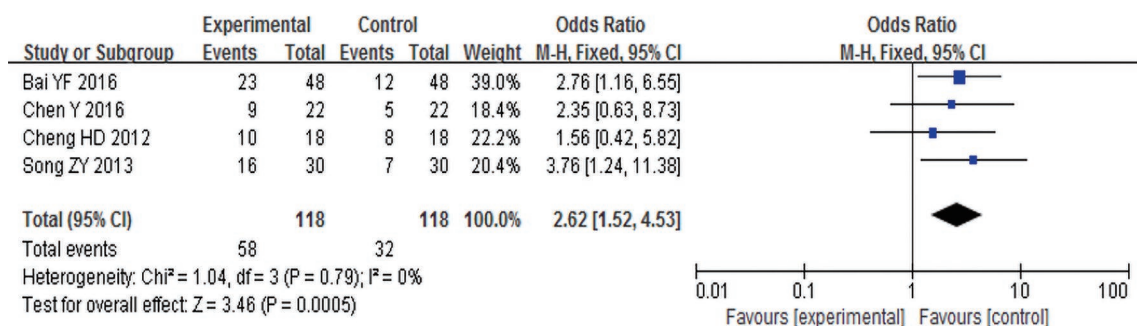 Experimental Control Odds Ratio Odds Ratio
Study or Subgroup Events Total Events Total Weight M-H, Fixed, 95% CI M-H, Fixed, 95% CI
Bai YF 2016 23 48 12 48 39.0% 2.76 [1.16, 6.55]
Chen Y 2016 9 22 5 22 18.4% 2.35 [0.63, 8.73]
Cheng HD 2012 10 18 8 18 22.2% 1.56 [0.42, 5.82]
Song ZY 2013 16 30 7 30 20.4% 3.76 [1.24, 11.38]
Total (95% CI) 118 118 100.0% 2.62 [1.52, 4.53]
Total events 58 32
Heterogeneity: Chi² = 1.04, df = 3 (P = 0.79); I² = 0%
Test for overall effect: Z = 3.46 (P = 0.0005)
0.01 0.1 1 10 100
Favours [experimental] Favours [control]